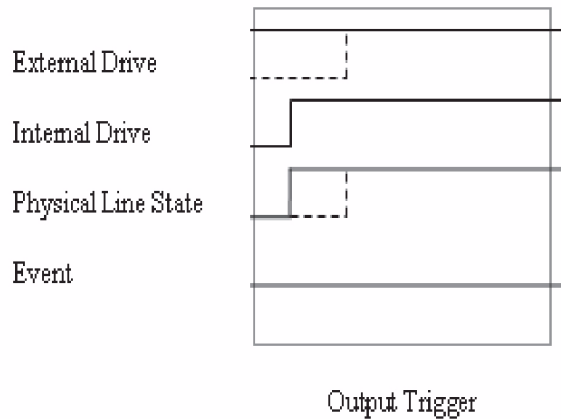 External Drive
Internal Drive
Physical Line State
Event
Output Trigger